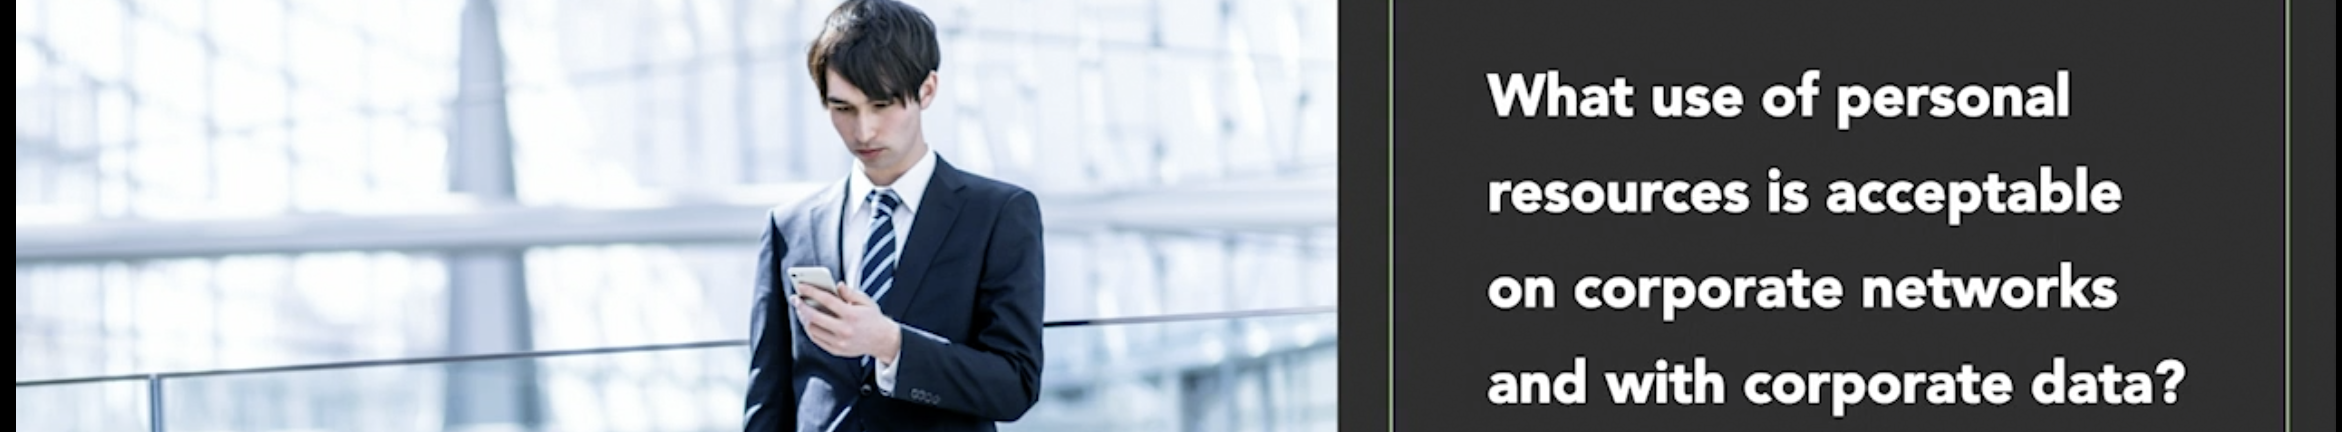 What use of personal
resources is acceptable
on corporate networks
and with corporate data?